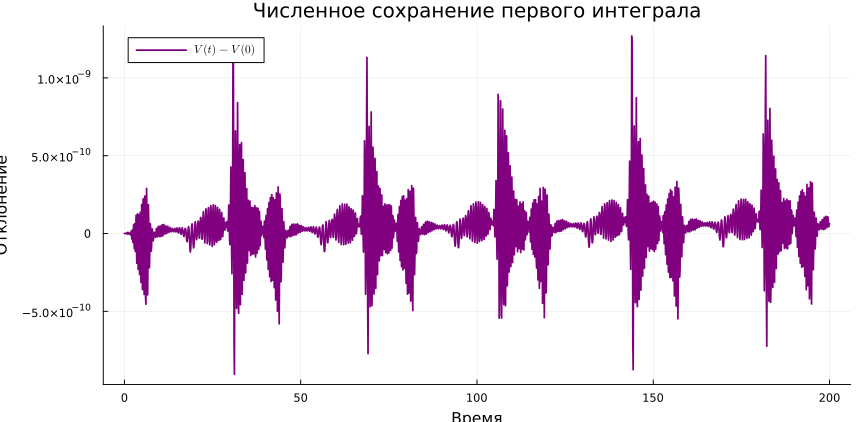 Численное сохранение первого интеграла
V(t) − V(0)
1.0×10⁻⁹
5.0×10⁻¹⁰
0
−5.0×10⁻¹⁰
Отклонение
0 50 100 150 200
Время